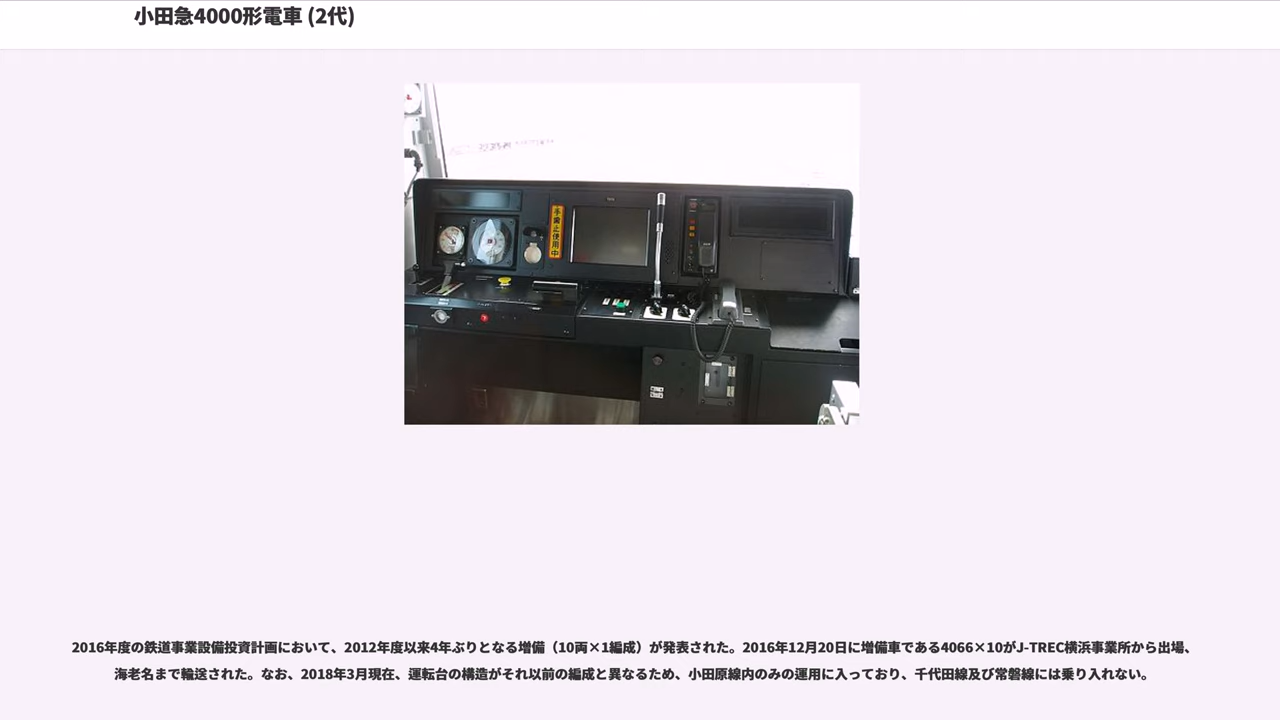 小田急4000形電車 (2代)
手歯止使用中
2016年度の鉄道事業設備投資計画において、2012年度以来4年ぶりとなる増備（10両×1編成）が発表された。2016年12月20日に増備車である4066×10がJ-TREC横浜事業所から出場、
海老名まで輸送された。なお、2018年3月現在、運転台の構造がそれ以前の編成と異なるため、小田原線内のみの運用に入っており、千代田線及び常磐線には乗り入れない。